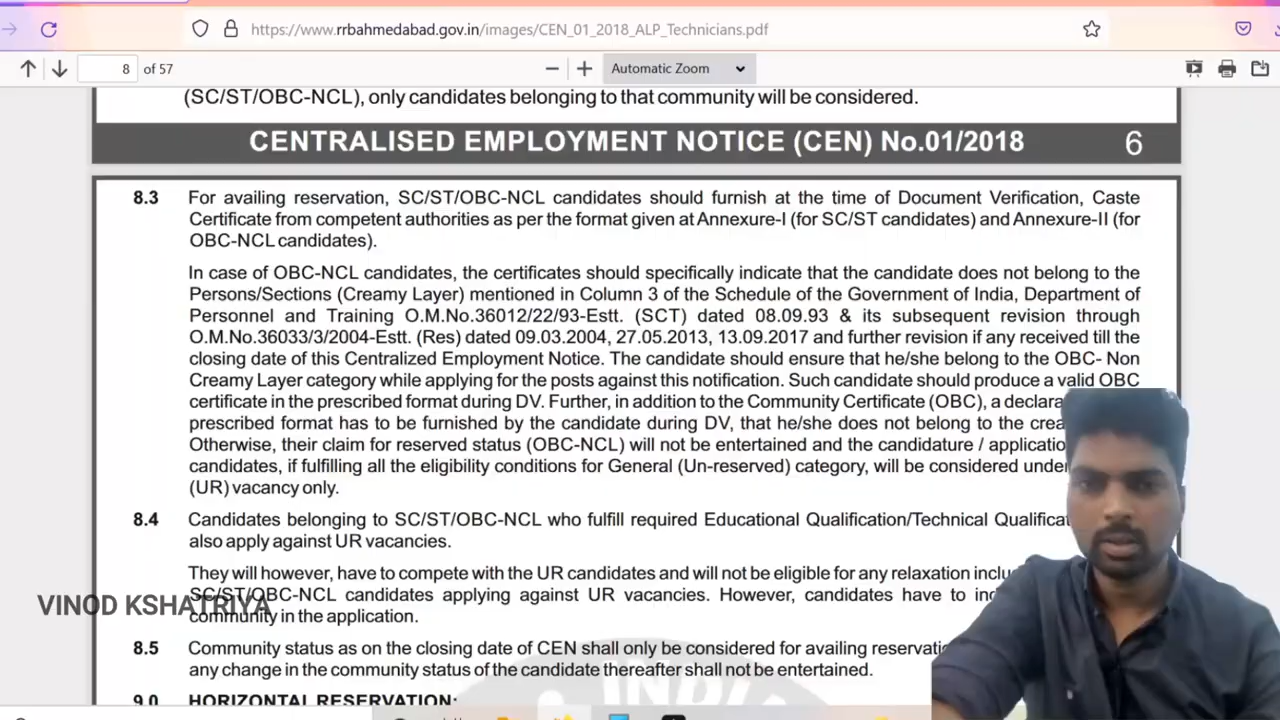 https://www.rrbahmedabad.gov.in/images/CEN_01_2018_ALP_Technicians.pdf
8 of 57
Automatic Zoom
(SC/ST/OBC-NCL), only candidates belonging to that community will be considered.
CENTRALISED EMPLOYMENT NOTICE (CEN) No.01/2018 6
8.3 For availing reservation, SC/ST/OBC-NCL candidates should furnish at the time of Document Verification, Caste
Certificate from competent authorities as per the format given at Annexure-I (for SC/ST candidates) and Annexure-II (for
OBC-NCL candidates).
In case of OBC-NCL candidates, the certificates should specifically indicate that the candidate does not belong to the
Persons/Sections (Creamy Layer) mentioned in Column 3 of the Schedule of the Government of India, Department of
Personnel and Training O.M.No.36012/22/93-Estt. (SCT) dated 08.09.93 & its subsequent revision through
O.M.No.36033/3/2004-Estt. (Res) dated 09.03.2004, 27.05.2013, 13.09.2017 and further revision if any received till the
closing date of this Centralized Employment Notice. The candidate should ensure that he/she belong to the OBC- Non
Creamy Layer category while applying for the posts against this notification. Such candidate should produce a valid OBC
certificate in the prescribed format during DV. Further, in addition to the Community Certificate (OBC), a
prescribed format has to be furnished by the candidate during DV, that he/she does not belong to the
Otherwise, their claim for reserved status (OBC-NCL) will not be entertained and the candidature /
candidates, if fulfilling all the eligibility conditions for General (Un-reserved) category, will be considered under
(UR) vacancy only.
8.4 Candidates belonging to SC/ST/OBC-NCL who fulfill required Educational Qualification/Technical
also apply against UR vacancies.
They will however, have to compete with the UR candidates and will not be eligible for any relaxation
SC/ST/OBC-NCL candidates applying against UR vacancies. However, candidates have to
VINOD KSHATRIYA
community in the application.
8.5 Community status as on the closing date of CEN shall only be considered for availing
any change in the community status of the candidate thereafter shall not be entertained.
9.0 HORIZONTAL RESERVATION: